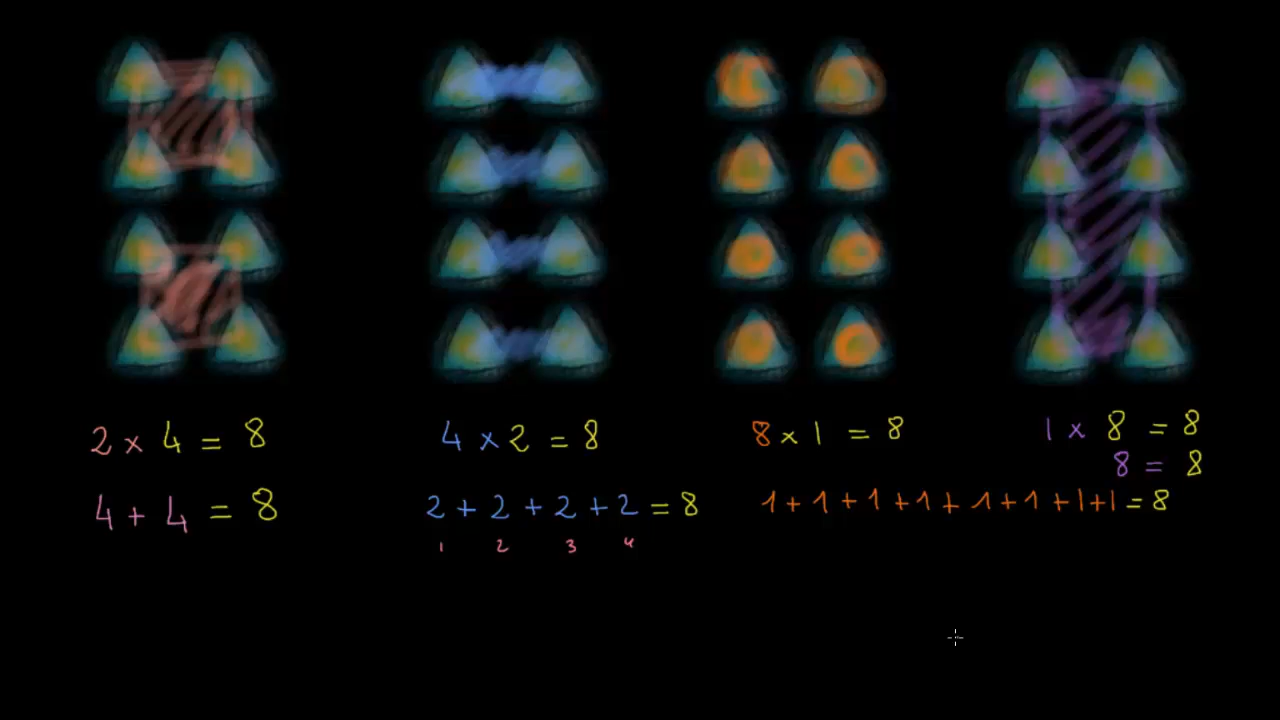 2 x 4 = 8
4 + 4 = 8
4 x 2 = 8
2 + 2 + 2 + 2 = 8
1 2 3 4
8 x 1 = 8
1 + 1 + 1 + 1 + 1 + 1 + 1 + 1 = 8
1 x 8 = 8
8 = 8